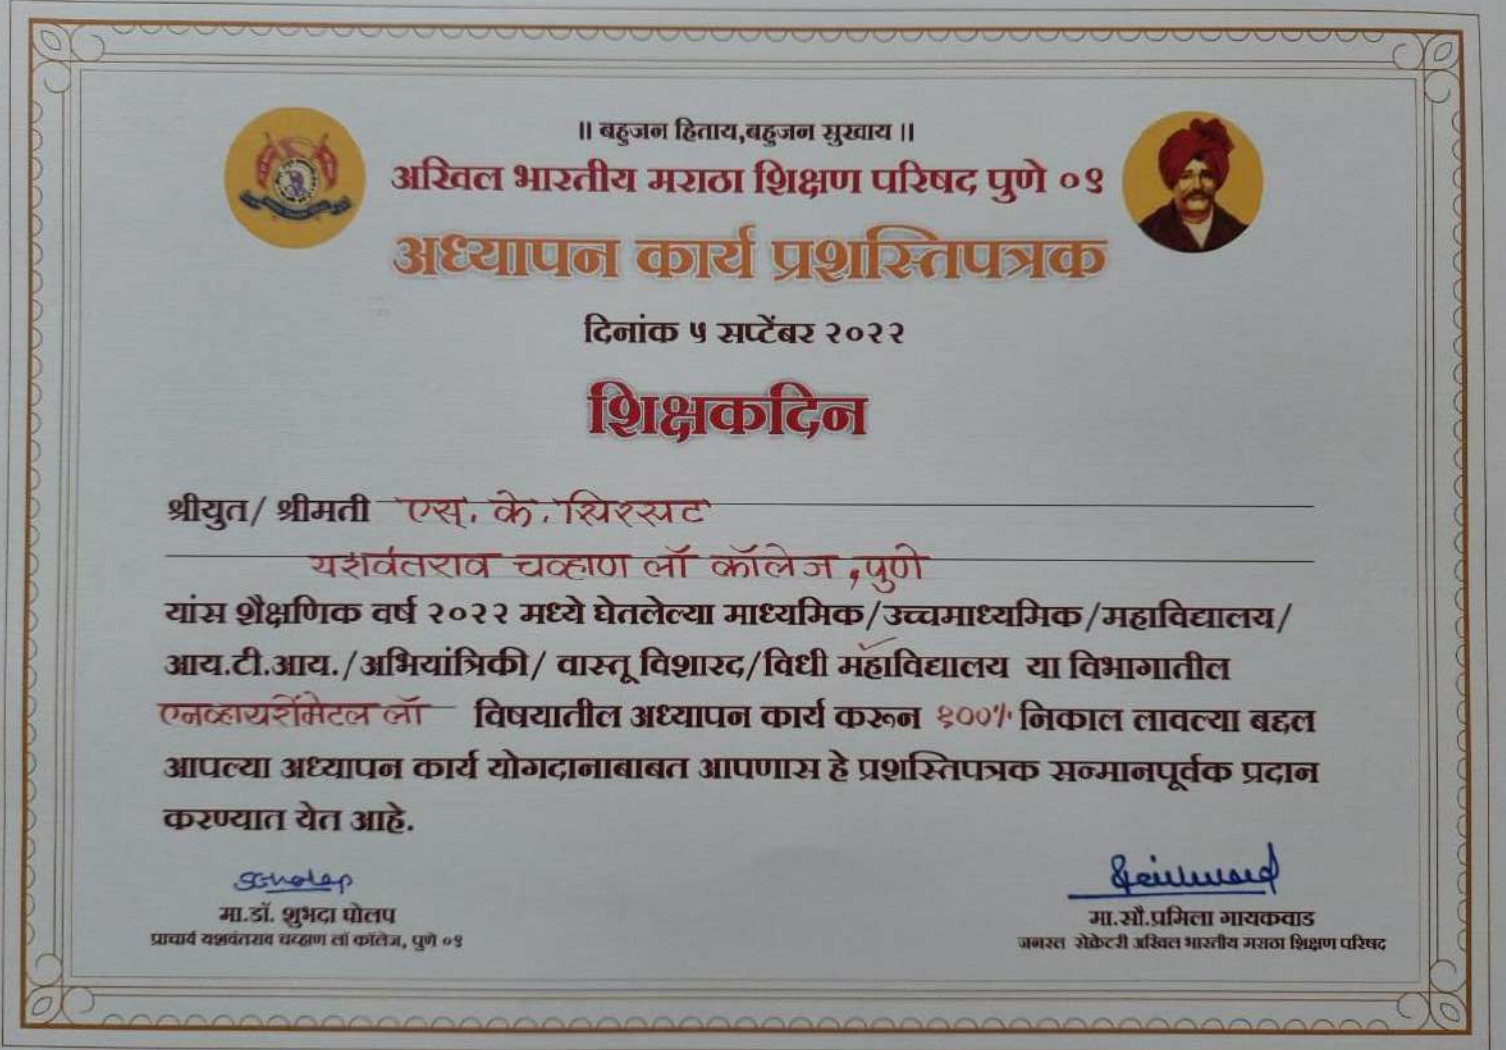 ॥ बहुजन हिताय,बहुजन सुखाय ॥
अखिल भारतीय मराठा शिक्षण परिषद पुणे ०९
अध्यापन कार्य प्रशस्तिपत्रक
दिनांक ५ सप्टेंबर २०२२
शिक्षकदिन
श्रीयुत/ श्रीमती एस. के. सिरसट
यशवंतराव चव्हाण लॉ कॉलेज, पुणे
यांस शैक्षणिक वर्ष २०२२ मध्ये घेतलेल्या माध्यमिक/उच्चमाध्यमिक/महाविद्यालय/
आय.टी.आय./अभियांत्रिकी/ वास्तू विशारद/विधी महाविद्यालय या विभागातील
एनव्हायरोंमेंटल लॉ विषयातील अध्यापन कार्य करून १००% निकाल लावल्या बद्दल
आपल्या अध्यापन कार्य योगदानाबाबत आपणास हे प्रशस्तिपत्रक सन्मानपूर्वक प्रदान
करण्यात येत आहे.
मा.डॉ. शुभदा घोलप
प्राचार्य यशवंतराव चव्हाण लॉ कॉलेज, पुणे ०९
मा.सौ.प्रमिला गायकवाड
जनरल सेक्रेटरी अखिल भारतीय मराठा शिक्षण परिषद